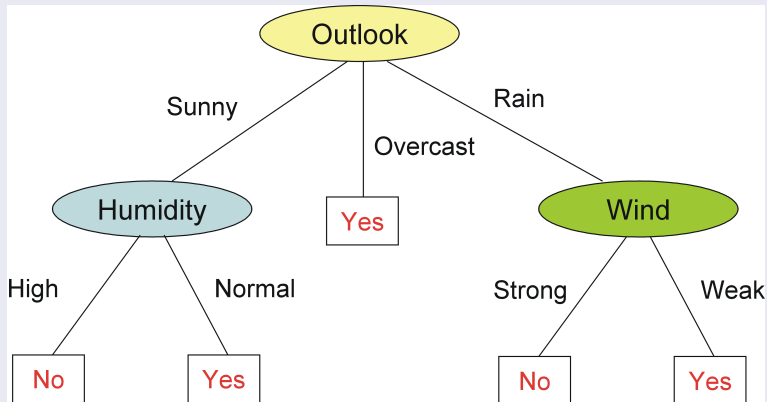 Outlook
Sunny
Overcast
Rain
Humidity
Yes
Wind
High
Normal
Strong
Weak
No
Yes
No
Yes